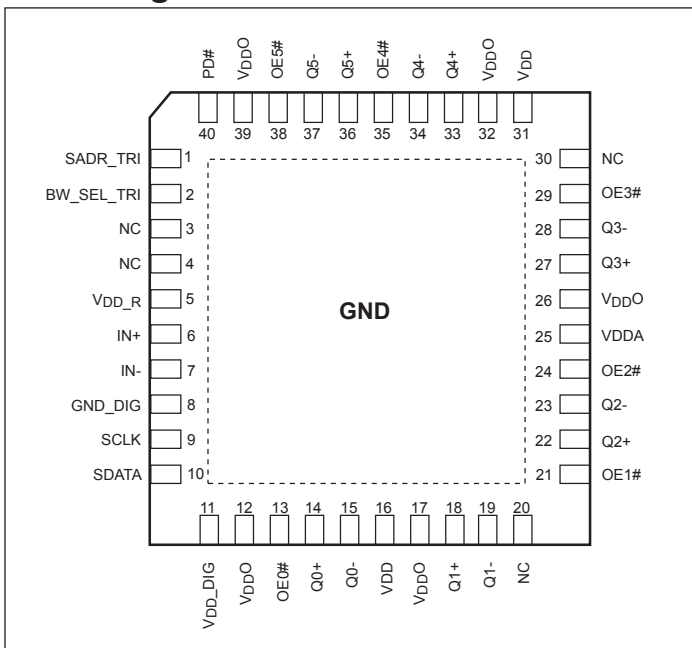 PD#
VDDO
OE5#
Q5-
Q5+
OE4#
Q4-
Q4+
VDDO
VDD
40 39 38 37 36 35 34 33 32 31
SADR_TRI 1
BW_SEL_TRI 2
NC 3
NC 4
VDD_R 5
IN+ 6
IN- 7
GND_DIG 8
SCLK 9
SDATA 10
GND
30 NC
29 OE3#
28 Q3-
27 Q3+
26 VDDO
25 VDDA
24 OE2#
23 Q2-
22 Q2+
21 OE1#
11 12 13 14 15 16 17 18 19 20
VDD_DIG
VDDO
OE0#
Q0+
Q0-
VDD
VDDO
Q1+
Q1-
NC